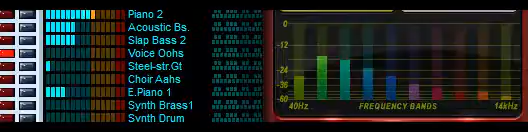 Piano 2
Acoustic Bs.
Slap Bass 2
Voice Oohs
Steel-str.Gt
Choir Aahs
E.Piano 1
Synth Brass1
Synth Drum
0
-12
-24
-36
-60
40Hz
FREQUENCY BANDS
14kHz